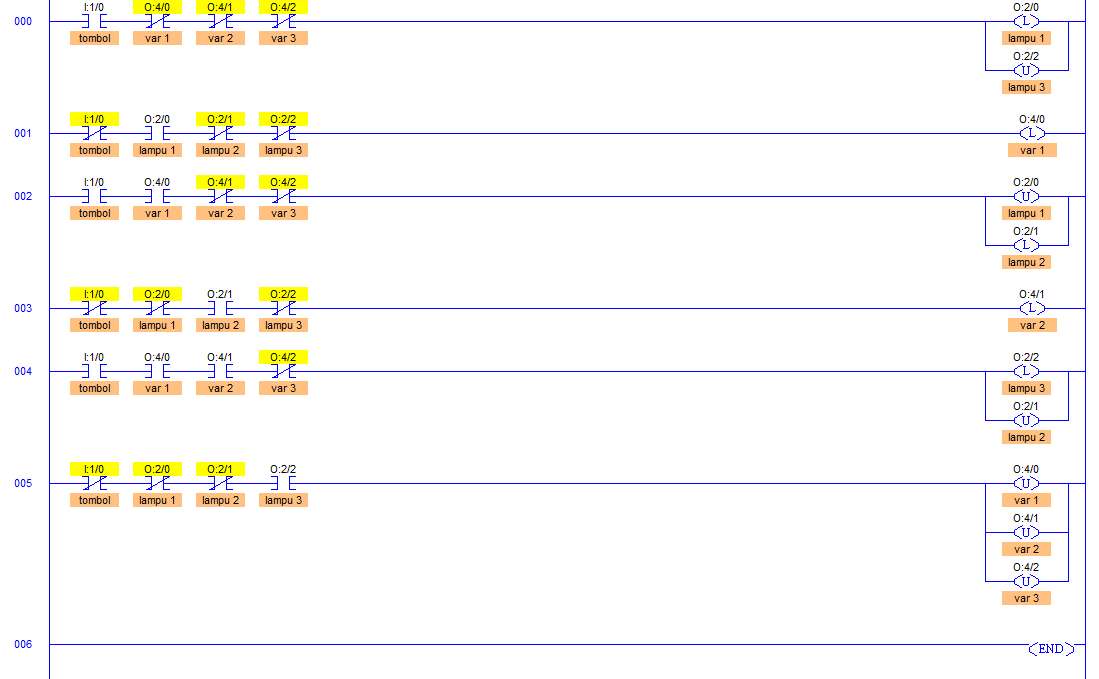 I:1/0 O:4/0 O:4/1 O:4/2 O:2/0
000 L
tombol var 1 var 2 var 3 lampu 1
O:2/2
U
lampu 3
I:1/0 O:2/0 O:2/1 O:2/2 O:4/0
001 L
tombol lampu 1 lampu 2 lampu 3 var 1
I:1/0 O:4/0 O:4/1 O:4/2 O:2/0
002 U
tombol var 1 var 2 var 3 lampu 1
O:2/1
L
lampu 2
I:1/0 O:2/0 O:2/1 O:2/2 O:4/1
003 L
tombol lampu 1 lampu 2 lampu 3 var 2
I:1/0 O:4/0 O:4/1 O:4/2 O:2/2
004 L
tombol var 1 var 2 var 3 lampu 3
O:2/1
U
lampu 2
I:1/0 O:2/0 O:2/1 O:2/2 O:4/0
005 U
tombol lampu 1 lampu 2 lampu 3 var 1
O:4/1
U
var 2
O:4/2
U
var 3
006 END